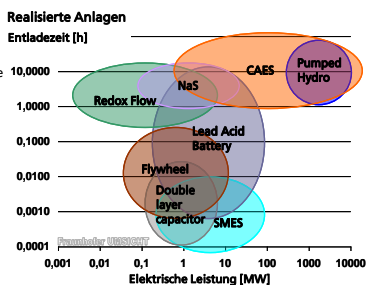 Realisierte Anlagen
Entladezeit [h]
e
10,0000
1,0000
0,1000
0,0100
0,0010
0,0001
CAES
Pumped
Hydro
NaS
Redox Flow
Lead Acid
Battery
Flywheel
Double
layer
capacitor
SMES
Fraunhofer UMSICHT
0,001
0,01
0,1
1
10
100
1000
10000
Elektrische Leistung [MW]